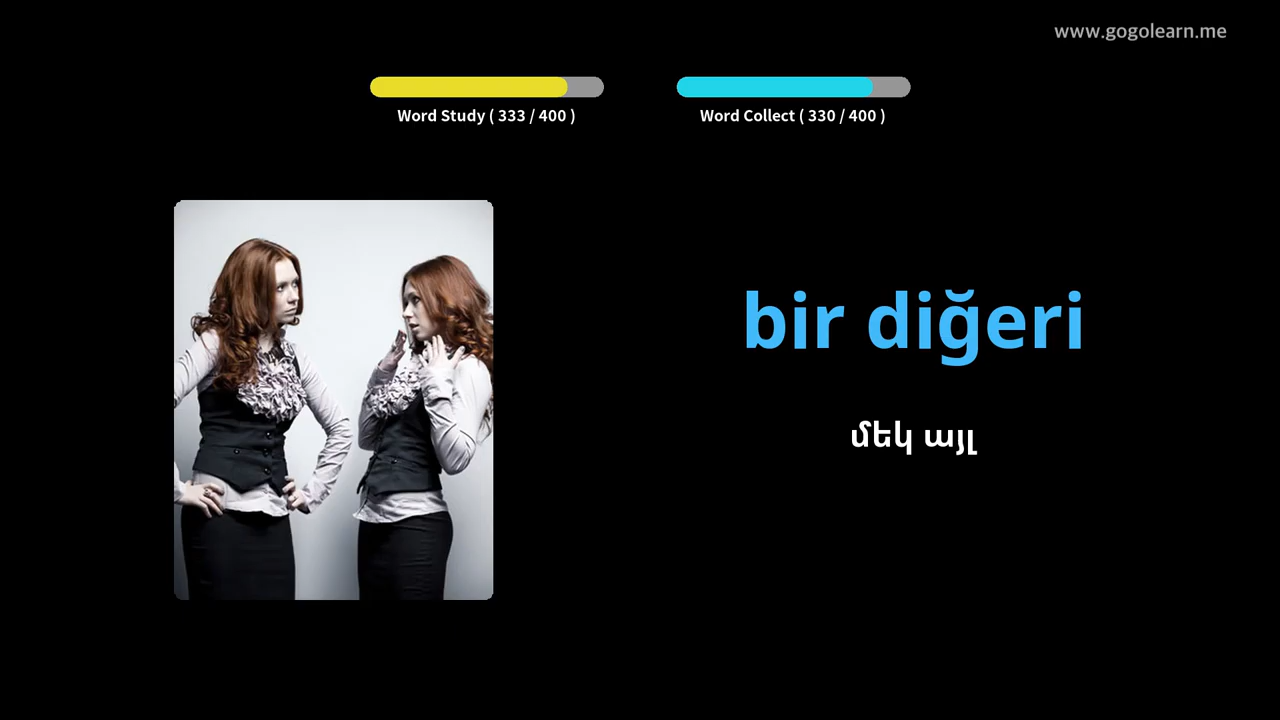 www.gogolearn.me
Word Study ( 333 / 400 )
Word Collect ( 330 / 400 )
bir diğeri
մեկ այլ